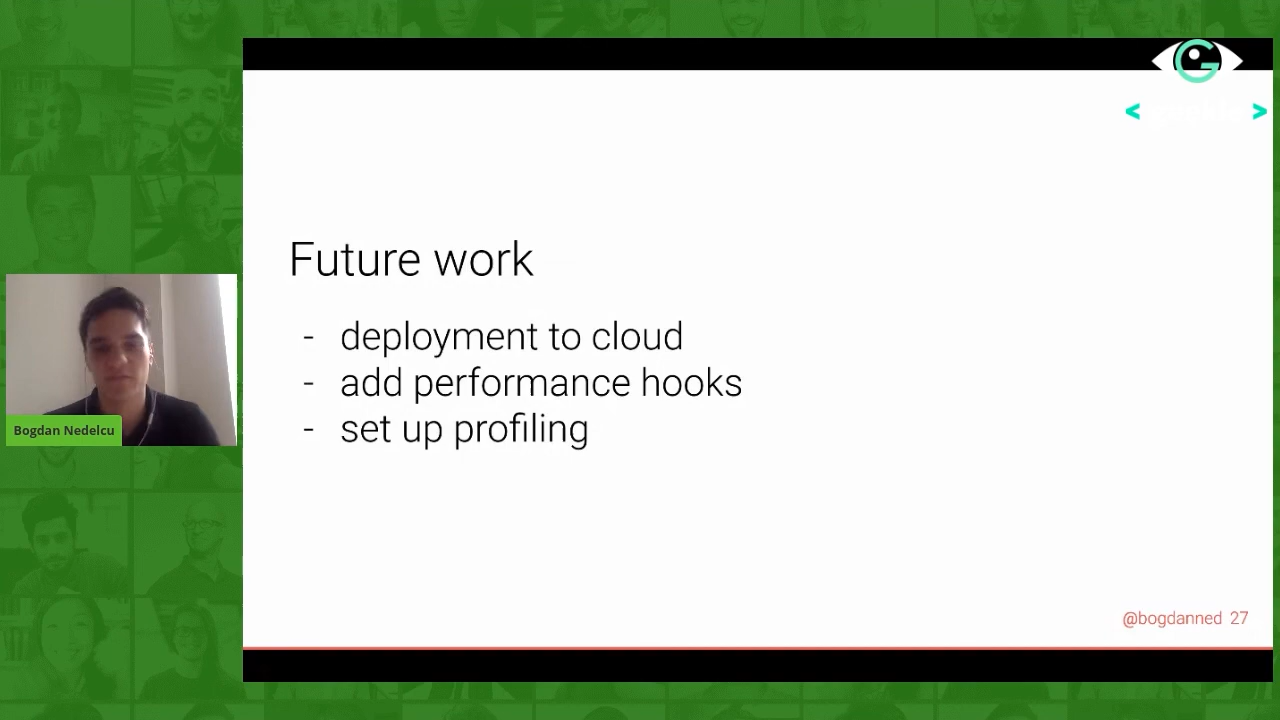 < >
Future work
- deployment to cloud
- add performance hooks
- set up profiling
Bogdan Nedelcu
@bogdanned 27